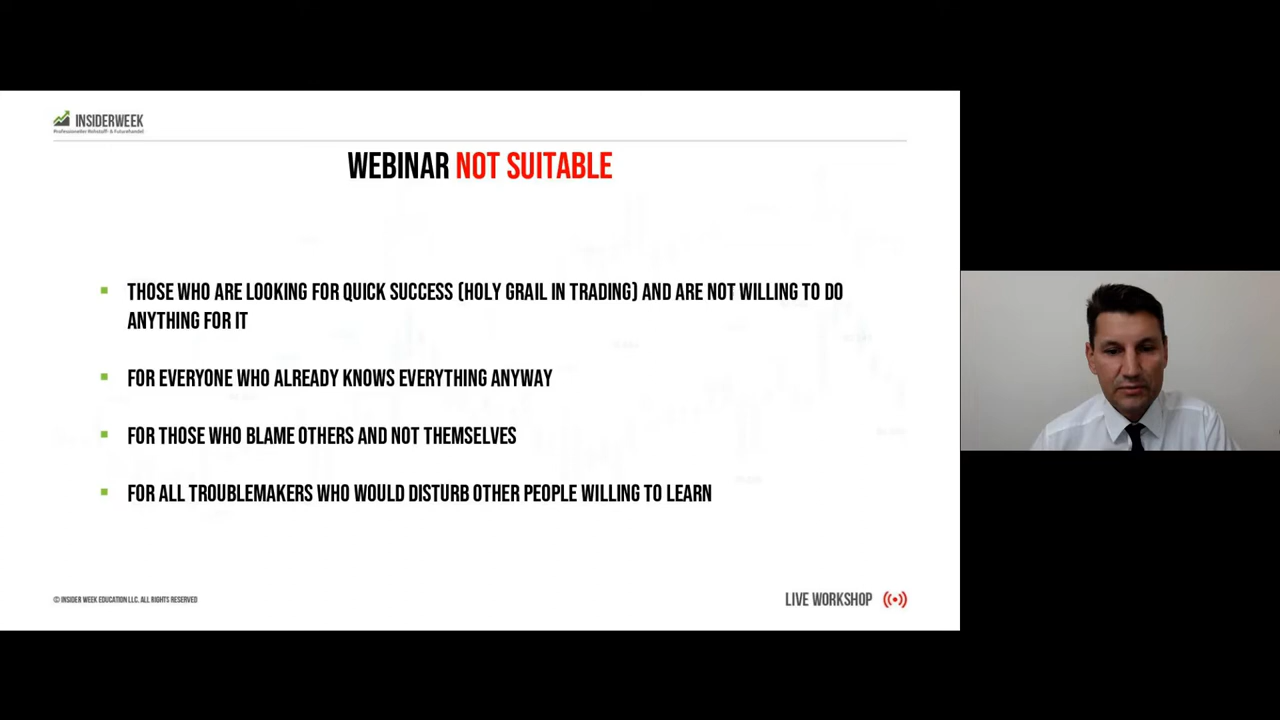 INSIDERWEEK
Professioneller Rohstoff- & Futurehandel
WEBINAR NOT SUITABLE
THOSE WHO ARE LOOKING FOR QUICK SUCCESS (HOLY GRAIL IN TRADING) AND ARE NOT WILLING TO DO
ANYTHING FOR IT
FOR EVERYONE WHO ALREADY KNOWS EVERYTHING ANYWAY
FOR THOSE WHO BLAME OTHERS AND NOT THEMSELVES
FOR ALL TROUBLEMAKERS WHO WOULD DISTURB OTHER PEOPLE WILLING TO LEARN
© INSIDER WEEK EDUCATION LLC. ALL RIGHTS RESERVED
LIVE WORKSHOP